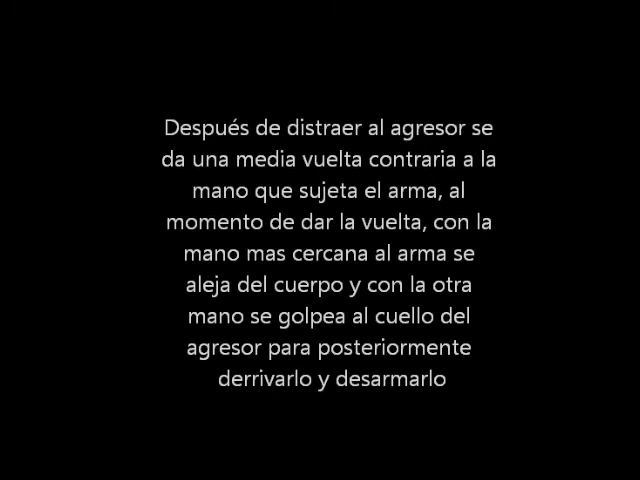 Después de distraer al agresor se
da una media vuelta contraria a la
mano que sujeta el arma, al
momento de dar la vuelta, con la
mano mas cercana al arma se
aleja del cuerpo y con la otra
mano se golpea al cuello del
agresor para posteriormente
derrivarlo y desarmarlo